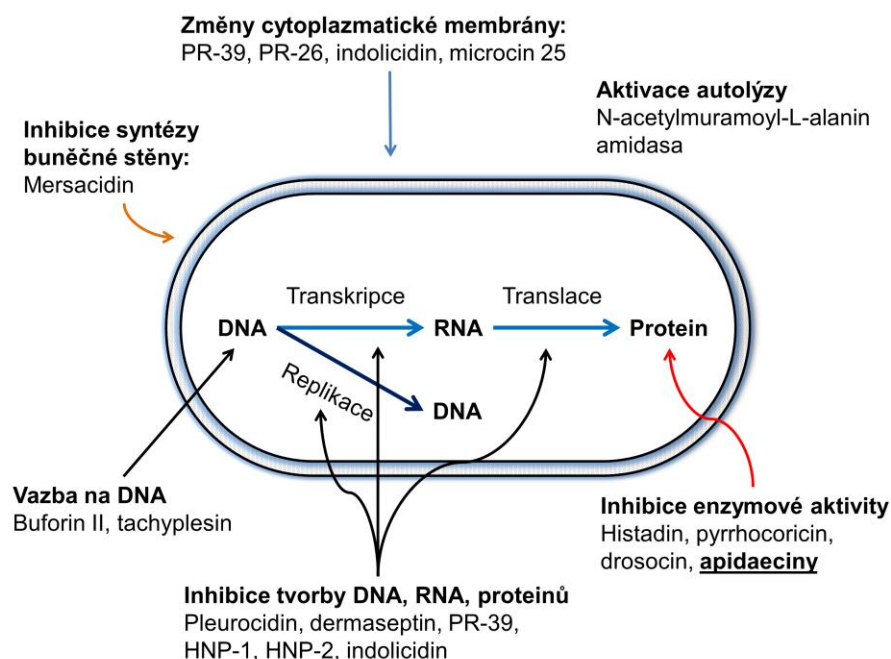 Změny cytoplazmatické membrány:
PR-39, PR-26, indolicidin, microcin 25
Aktivace autolýzy
N-acetylmuramoyl-L-alanin
amidasa
Inhibice syntézy
buněčné stěny:
Mersacidin
Transkripce
Translace
DNA
RNA
Protein
Replikace
DNA
Vazba na DNA
Buforin II, tachyplesin
Inhibice enzymové aktivity
Histadin, pyrrhocoricin,
drosocin, apidaeciny
Inhibice tvorby DNA, RNA, proteinů
Pleurocidin, dermaseptin, PR-39,
HNP-1, HNP-2, indolicidin